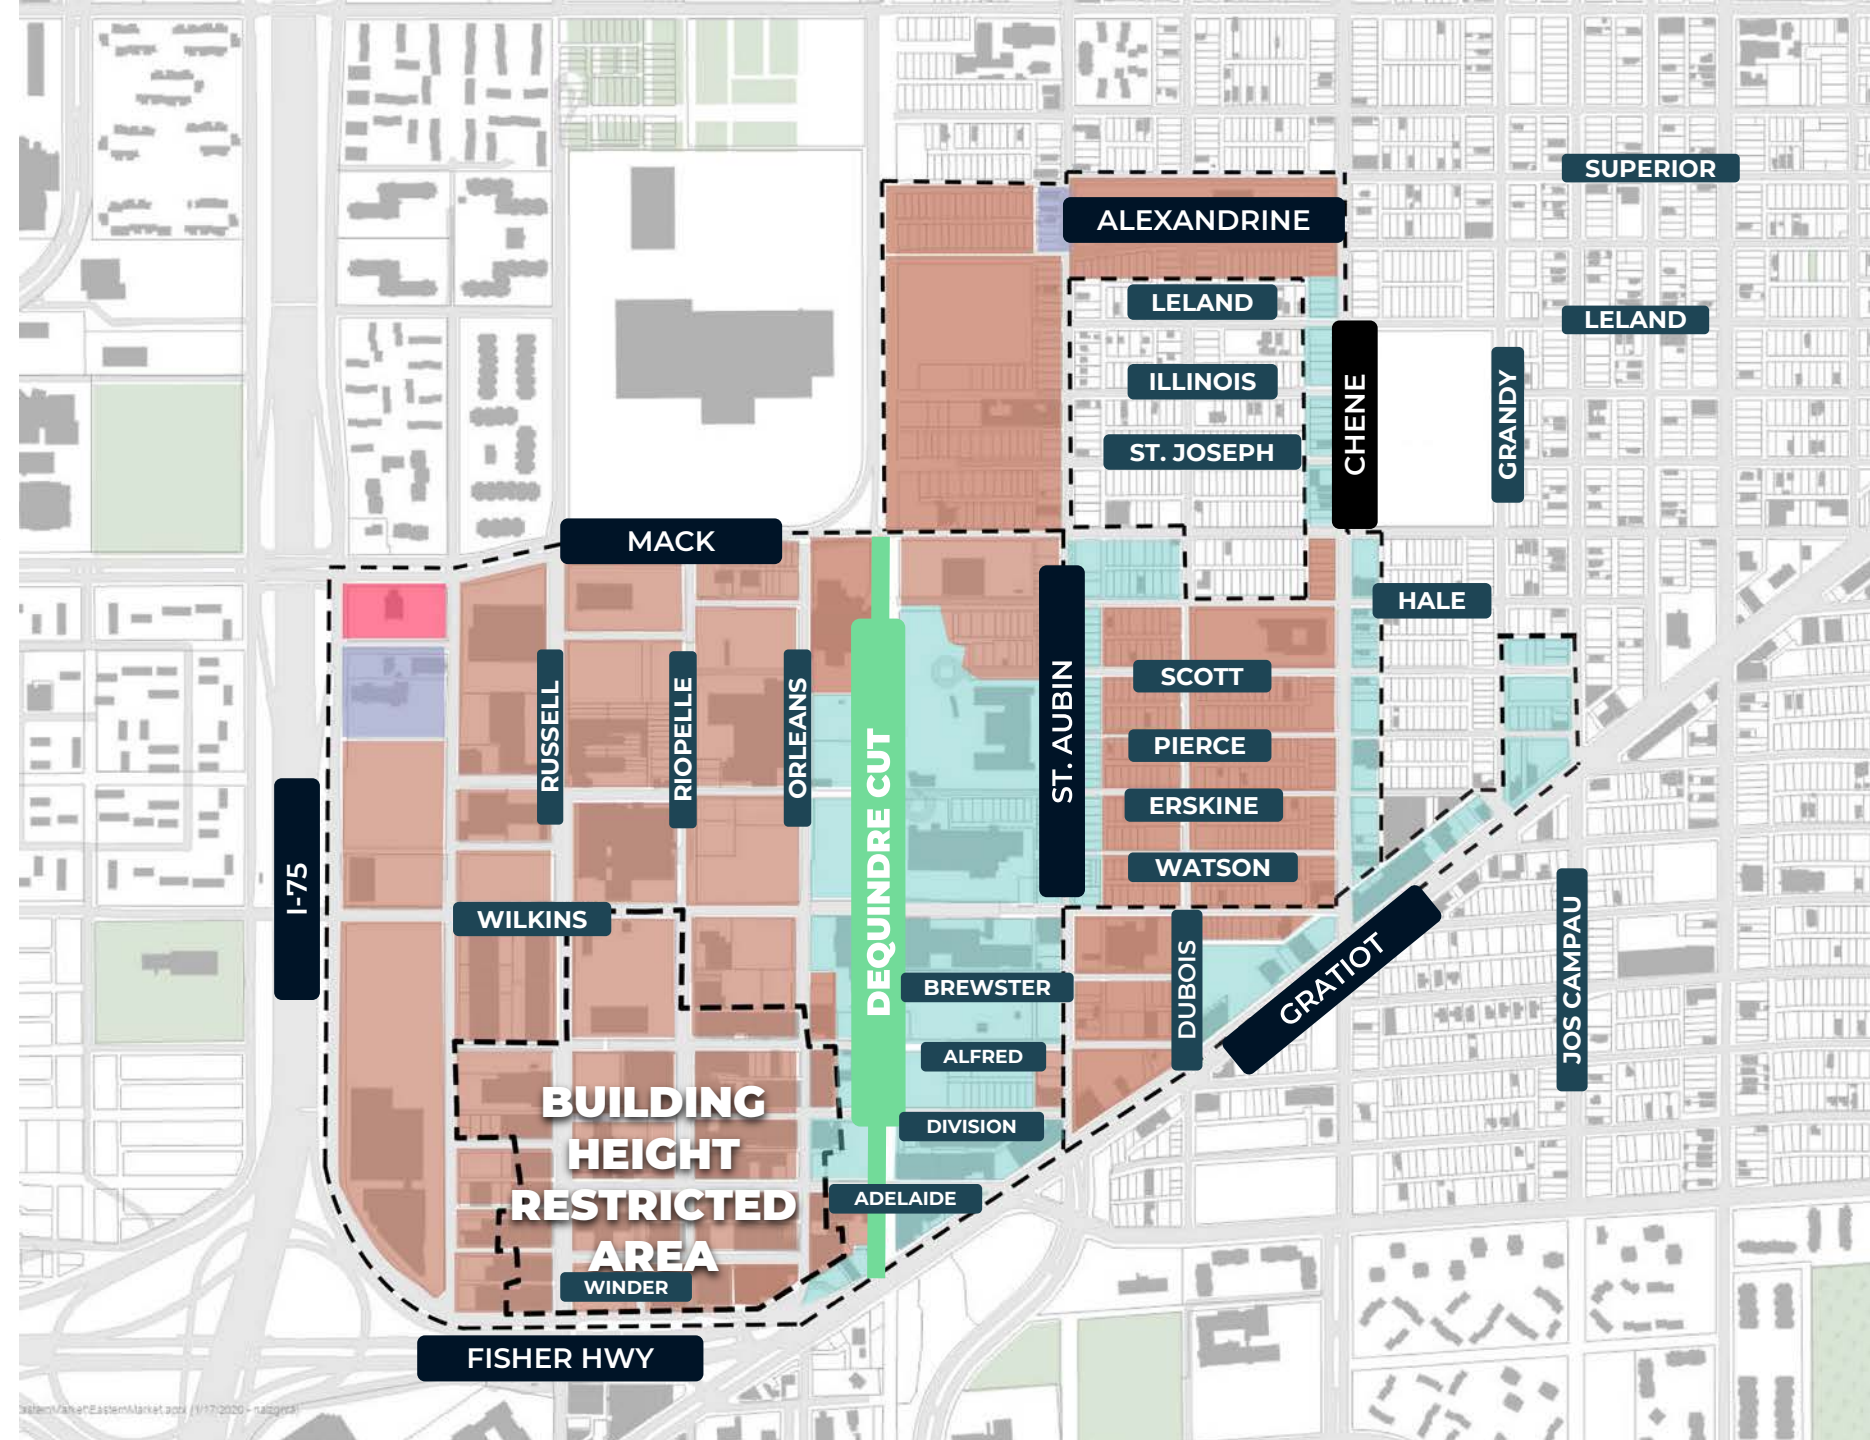 SUPERIOR
ALEXANDRINE
LELAND
LELAND
ILLINOIS
CHENE
GRANDY
ST. JOSEPH
MACK
HALE
SCOTT
RUSSELL
RIOPELLE
ORLEANS
DEQUINDRE CUT
ST. AUBIN
PIERCE
ERSKINE
WATSON
I-75
WILKINS
BREWSTER
DUBOIS
GRATIOT
JOS CAMPAU
ALFRED
BUILDING
HEIGHT
RESTRICTED
AREA
DIVISION
ADELAIDE
WINDER
FISHER HWY